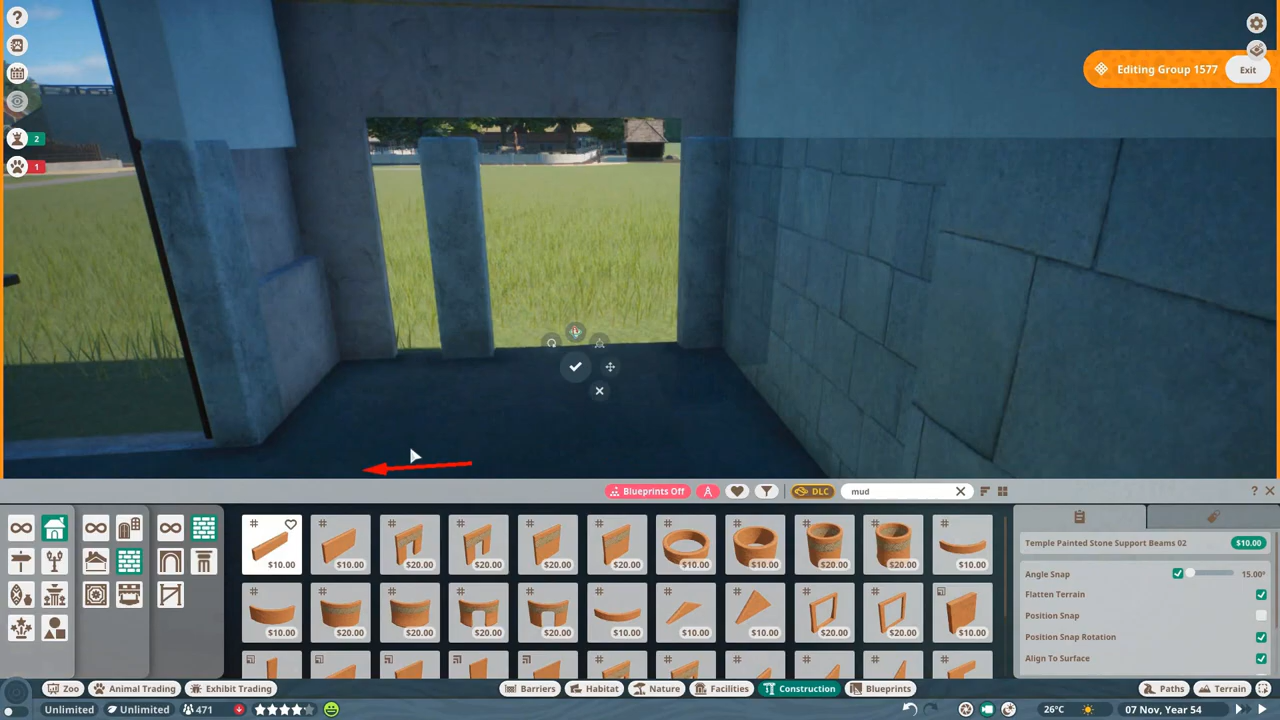 ?
Editing Group 1577
Exit
2
1
Blueprints Off
DLC
mud
? 
$10.00
$10.00
$20.00
$20.00
$20.00
$20.00
$10.00
$10.00
$20.00
$20.00
$10.00
$10.00
$20.00
$20.00
$20.00
$20.00
$10.00
$10.00
$10.00
$20.00
$20.00
$10.00
Temple Painted Stone Support Beams 02
$10.00
Angle Snap
15.00°
Flatten Terrain
Position Snap
Position Snap Rotation
Align To Surface
Zoo
Animal Trading
Exhibit Trading
Barriers
Habitat
Nature
Facilities
Construction
Blueprints
Paths
Terrain
Unlimited
Unlimited
471
26°C
07 Nov, Year 54